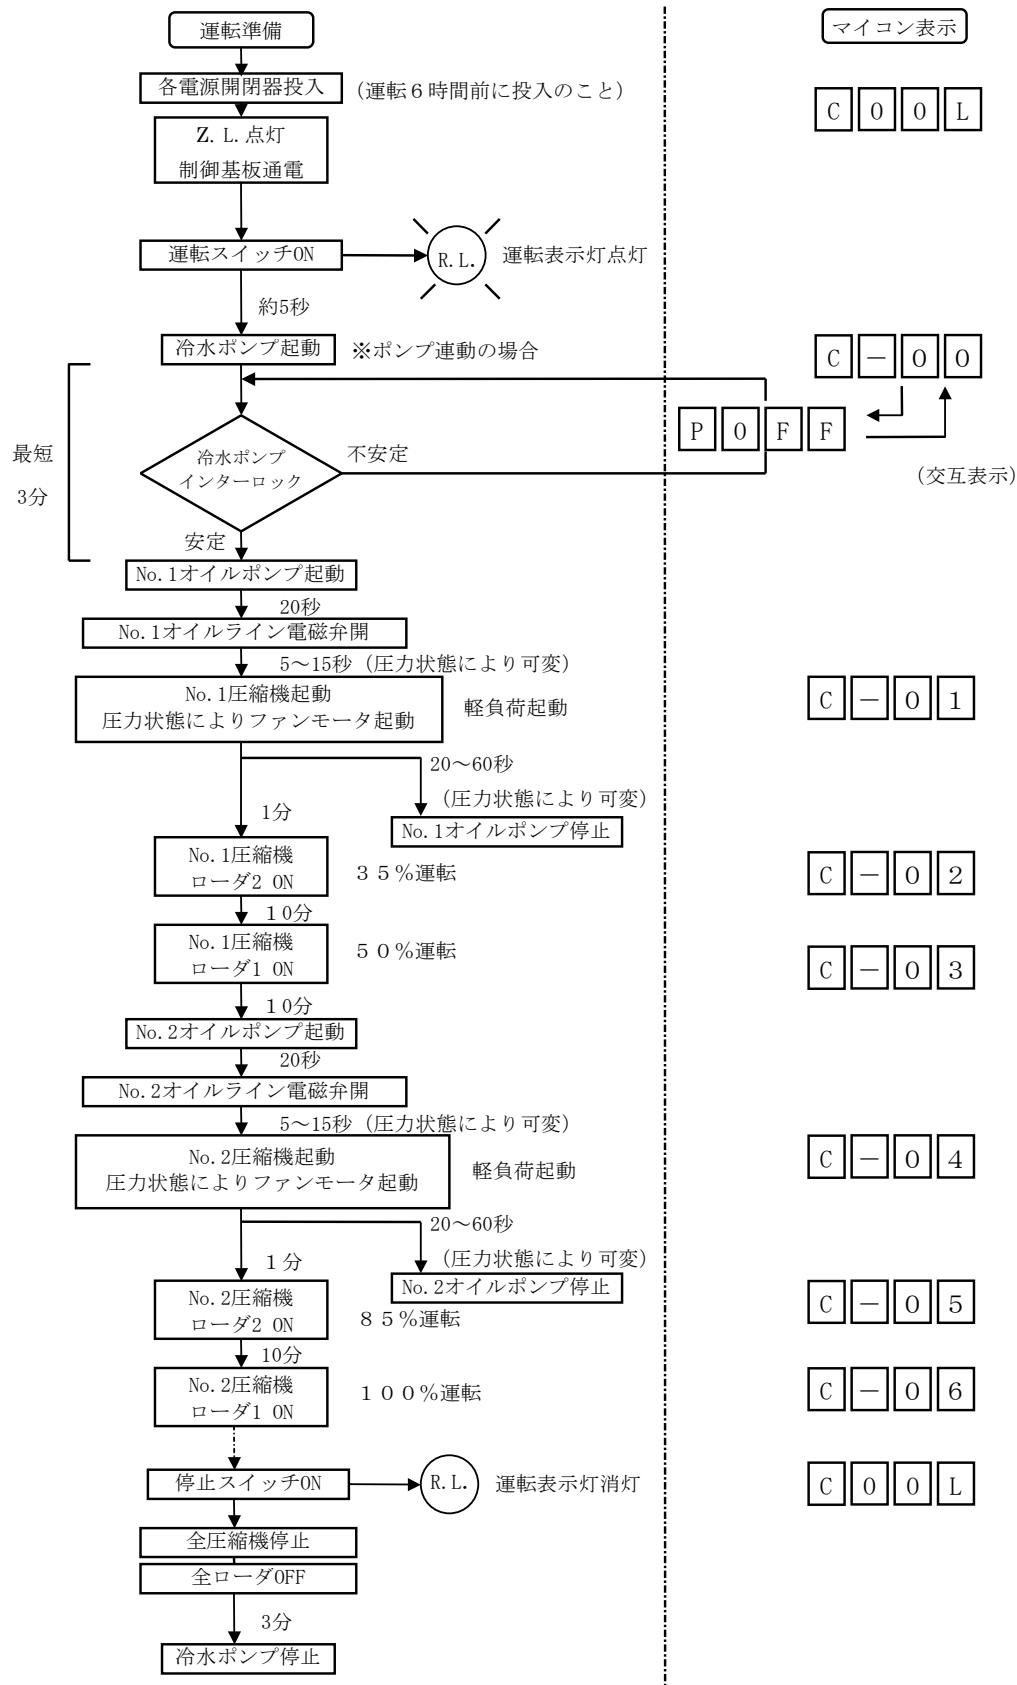 運転準備
マイコン表示
各電源開閉器投入 (運転６時間前に投入のこと)
C 0 0 L
Z.L.点灯
制御基板通電
運転スイッチON
R.L.
運転表示灯点灯
約5秒
冷水ポンプ起動 ※ポンプ連動の場合
C － 0 0
P 0 F F
(交互表示)
最短
3分
冷水ポンプ
インターロック
不安定
安定
No.1オイルポンプ起動
20秒
No.1オイルライン電磁弁開
5～15秒 (圧力状態により可変)
No.1圧縮機起動
圧力状態によりファンモータ起動
軽負荷起動
C － 0 1
20～60秒
(圧力状態により可変)
1分
No.1オイルポンプ停止
No.1圧縮機
ローダ2 ON
３５％運転
C － 0 2
１0分
No.1圧縮機
ローダ1 ON
５０％運転
C － 0 3
１0分
No.2オイルポンプ起動
20秒
No.2オイルライン電磁弁開
5～15秒 (圧力状態により可変)
No.2圧縮機起動
圧力状態によりファンモータ起動
軽負荷起動
C － 0 4
20～60秒
(圧力状態により可変)
１分
No.2オイルポンプ停止
No.2圧縮機
ローダ2 ON
８５％運転
C － 0 5
10分
No.2圧縮機
ローダ1 ON
１００％運転
C － 0 6
停止スイッチON
R.L.
運転表示灯消灯
C 0 0 L
全圧縮機停止
全ローダOFF
3分
冷水ポンプ停止